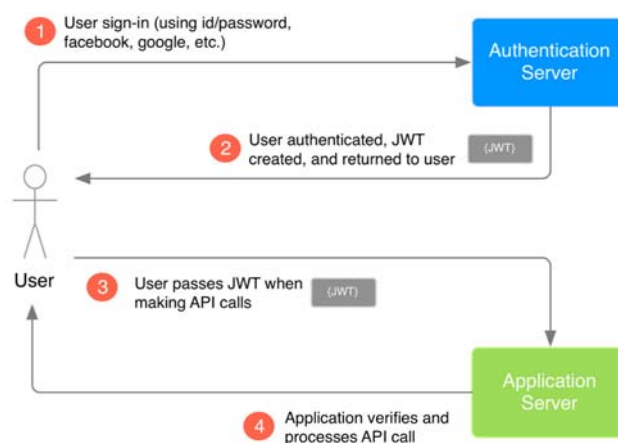 1 User sign-in (using id/password,
facebook, google, etc.)
Authentication
Server
2 User authenticated, JWT
created, and returned to user
{JWT}
User
3 User passes JWT when
making API calls
{JWT}
Application
Server
4 Application verifies and
processes API call